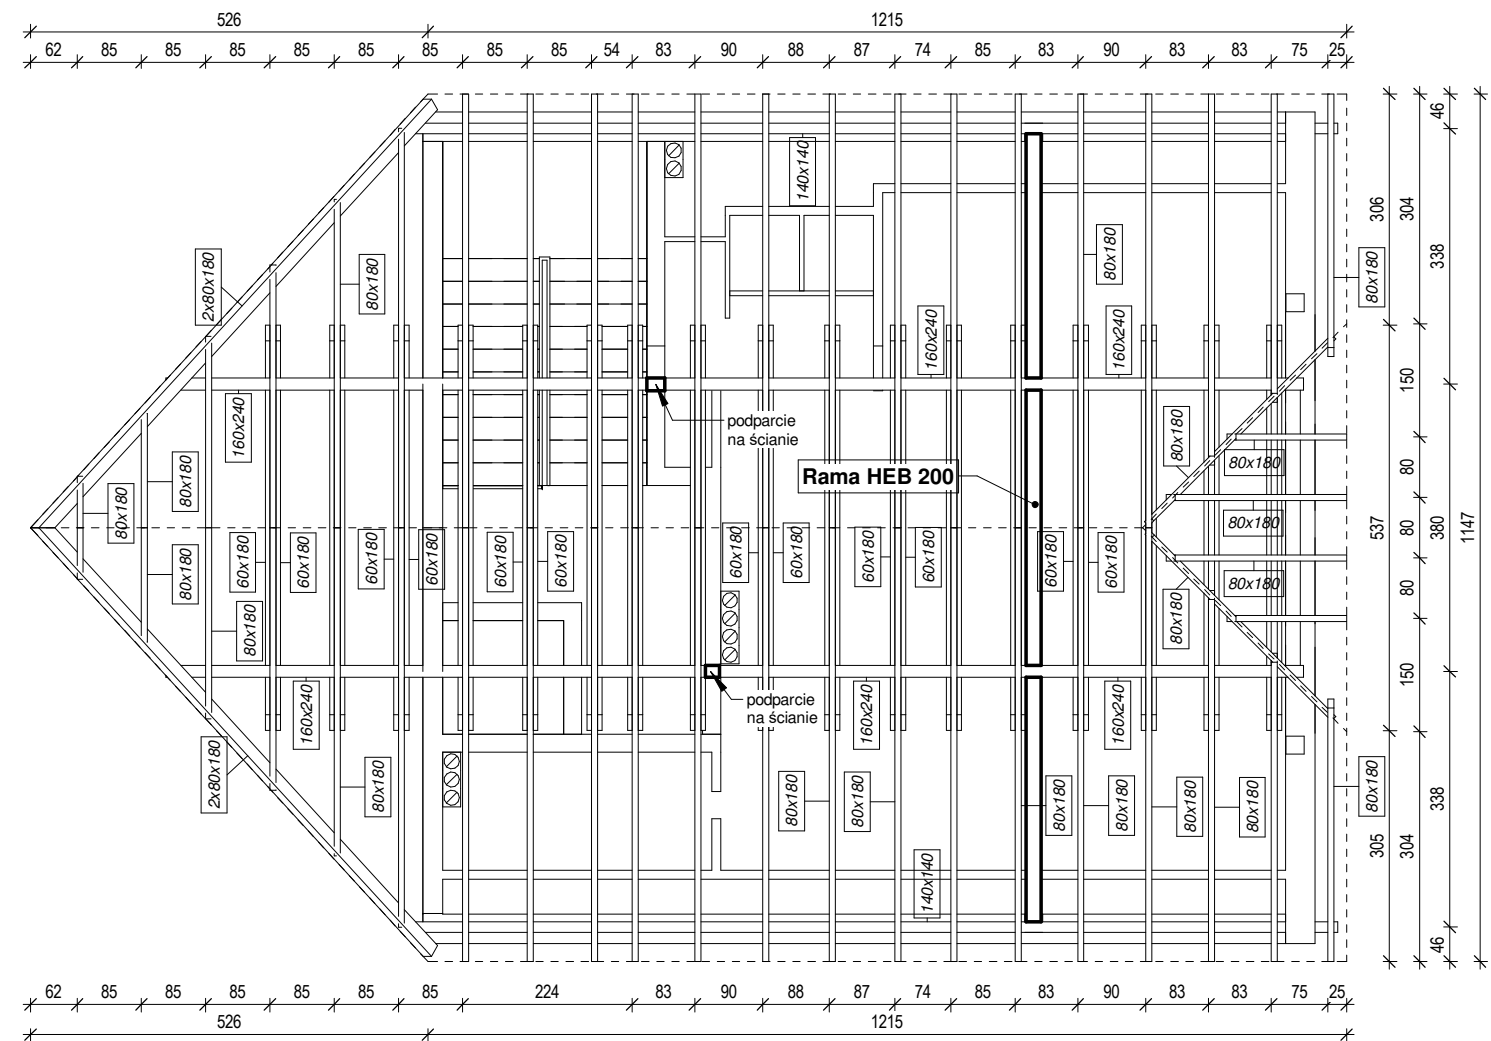 526
1215
62
85
85
85
85
85
85
85
85
54
83
90
88
87
74
85
83
90
83
83
75
25
46
306
304
338
150
80
537
80
380
1147
80
150
305
304
338
46
2x80x180
80x180
140x140
80x180
80x180
160x240
160x240
160x240
80x180
80x180
podparcie
na ścianie
Rama HEB 200
80x180
80x180
80x180
80x180
80x180
80x180
60x180
60x180
60x180
60x180
60x180
60x180
60x180
60x180
60x180
60x180
60x180
60x180
80x180
80x180
80x180
160x240
podparcie
na ścianie
160x240
160x240
2x80x180
80x180
80x180
80x180
80x180
80x180
80x180
80x180
80x180
140x140
62
85
85
85
85
85
85
224
83
90
88
87
74
85
83
90
83
83
75
25
526
1215